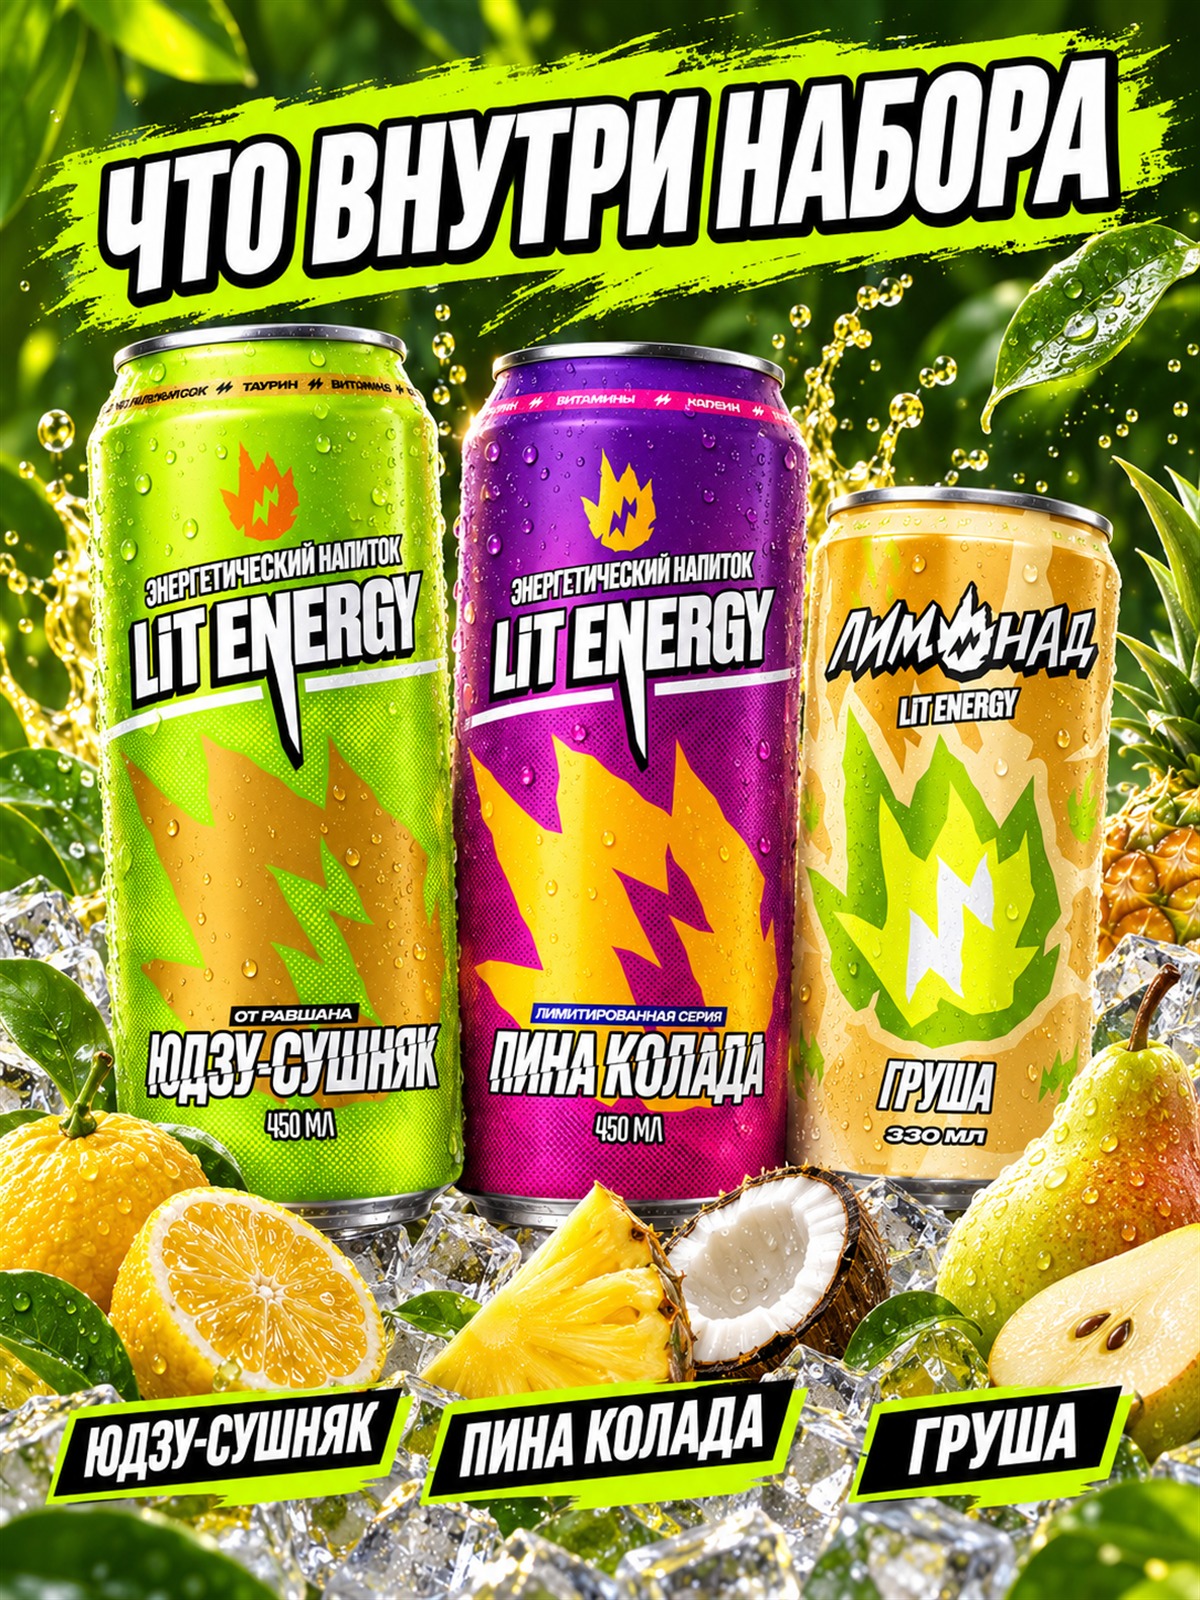 ЧТО ВНУТРИ НАБОРА
ТАУРИН ВИТАМИНЫ
ЭНЕРГЕТИЧЕСКИЙ НАПИТОК
LIT ENERGY
ОТ РАВШАНА
ЮДЗУ-СУШНЯК
450 МЛ
ВИТАМИНЫ КАПЕИН
ЭНЕРГЕТИЧЕСКИЙ НАПИТОК
LIT ENERGY
ЛИМИТИРОВАННАЯ СЕРИЯ
ПИНА КОЛАДА
450 МЛ
ЛИМОНАД
LIT ENERGY
ГРУША
330 МЛ
ЮДЗУ-СУШНЯК
ПИНА КОЛАДА
ГРУША